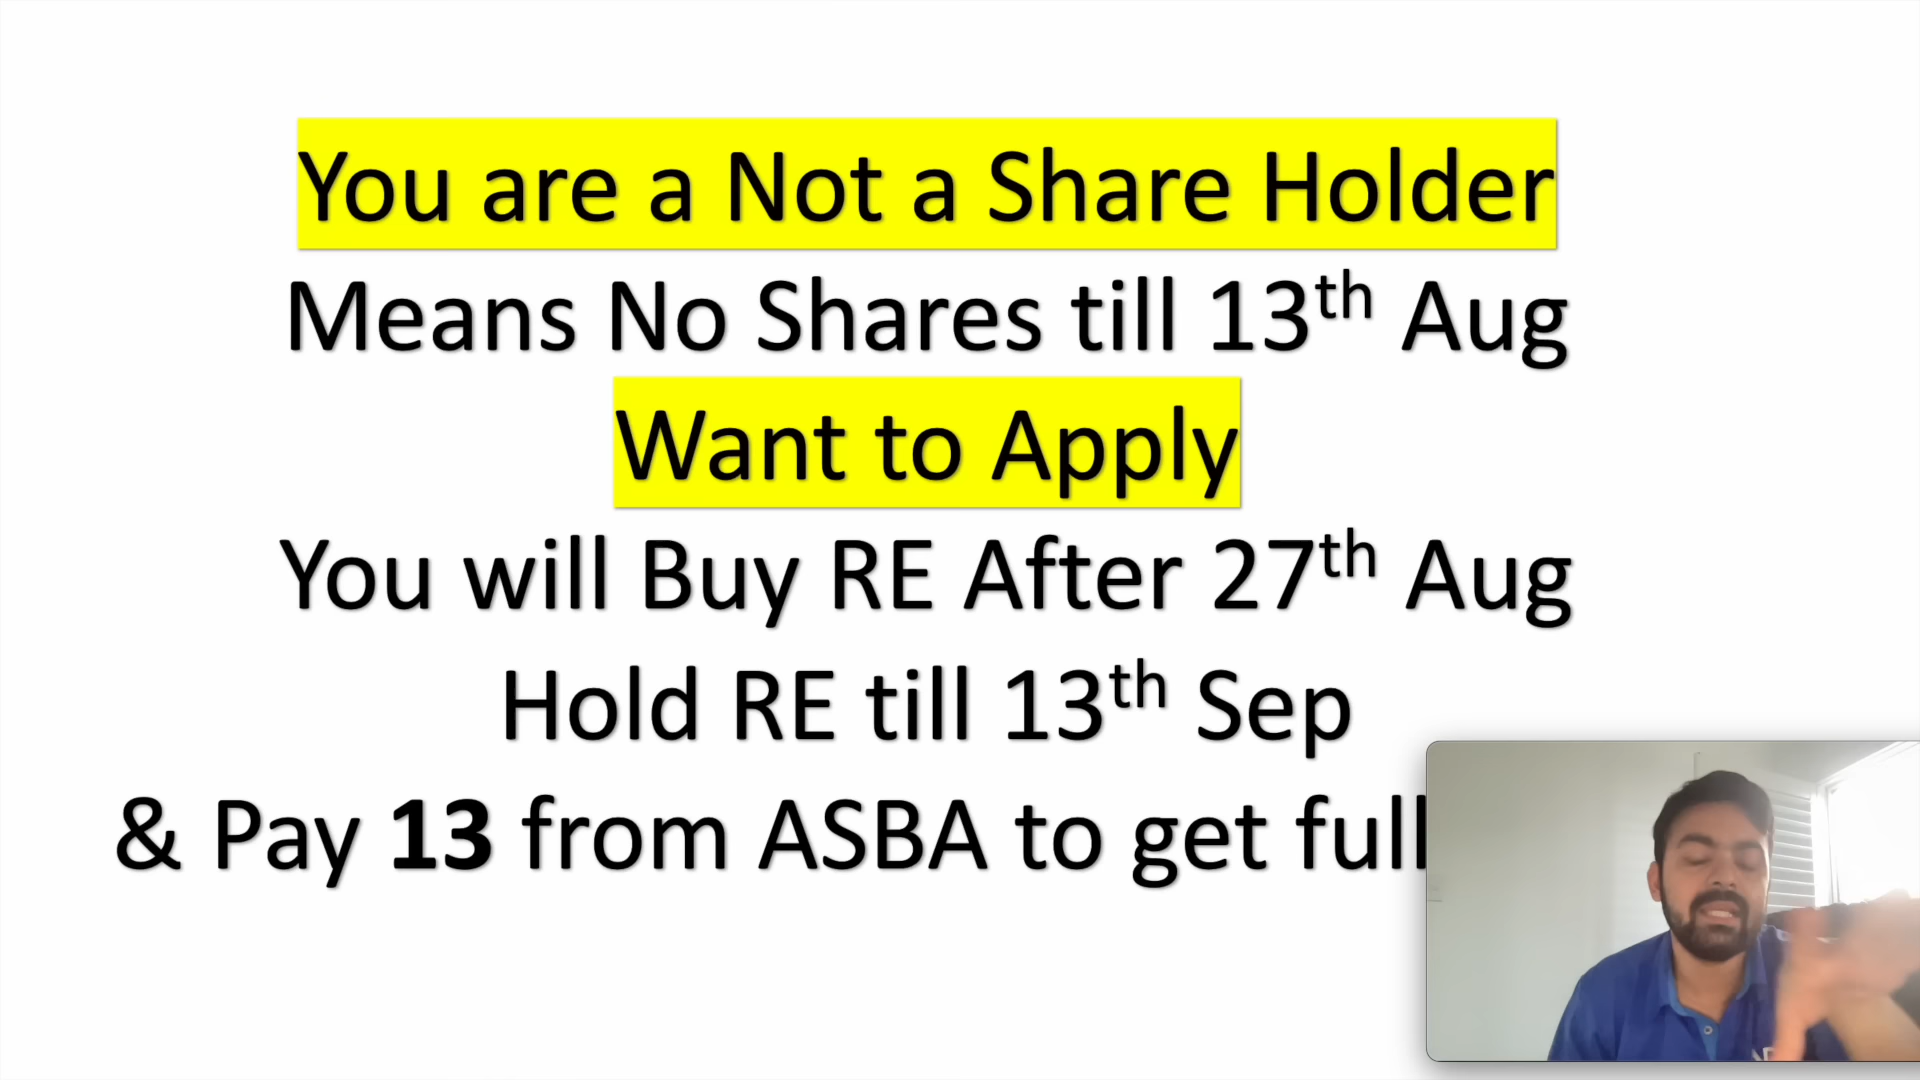 You are a Not a Share Holder
Means No Shares till 13th Aug
Want to Apply
You will Buy RE After 27th Aug
Hold RE till 13th Sep
& Pay 13 from ASBA to get full